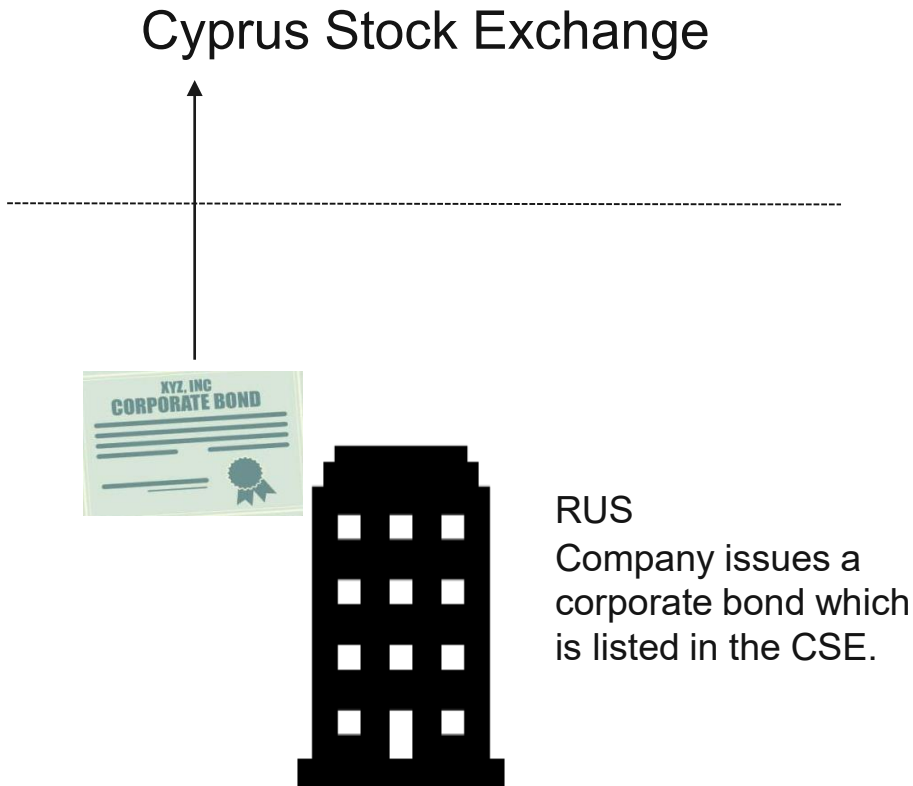 Cyprus Stock Exchange
XYZ, INC
CORPORATE BOND
RUS
Company issues a
corporate bond which
is listed in the CSE.